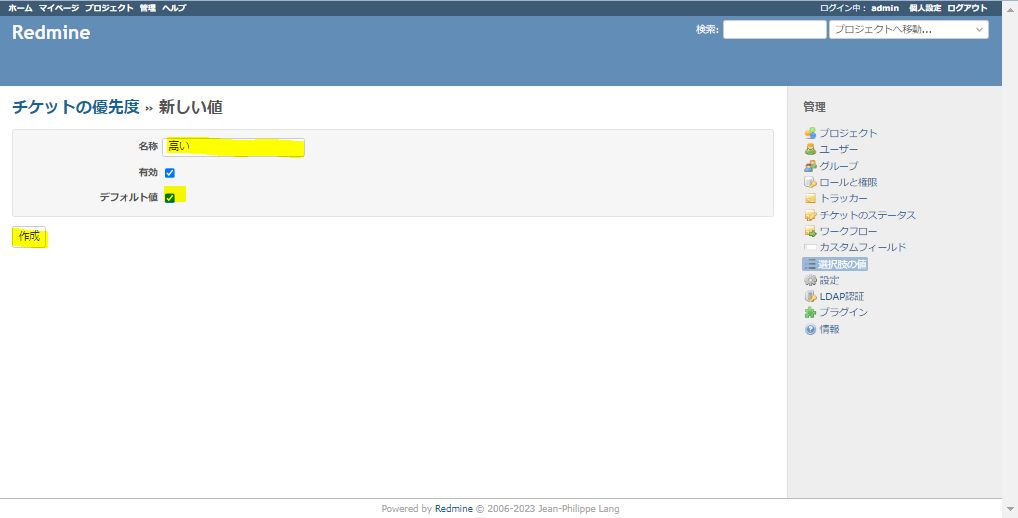 ホーム マイページ プロジェクト 管理 ヘルプ
ログイン中： admin 個人設定 ログアウト
Redmine
検索:
プロジェクトへ移動...
チケットの優先度 » 新しい値
名称 高い
有効
デフォルト値
作成
管理
プロジェクト
ユーザー
グループ
ロールと権限
トラッカー
チケットのステータス
ワークフロー
カスタムフィールド
選択肢の値
設定
LDAP認証
プラグイン
情報
Powered by Redmine © 2006-2023 Jean-Philippe Lang